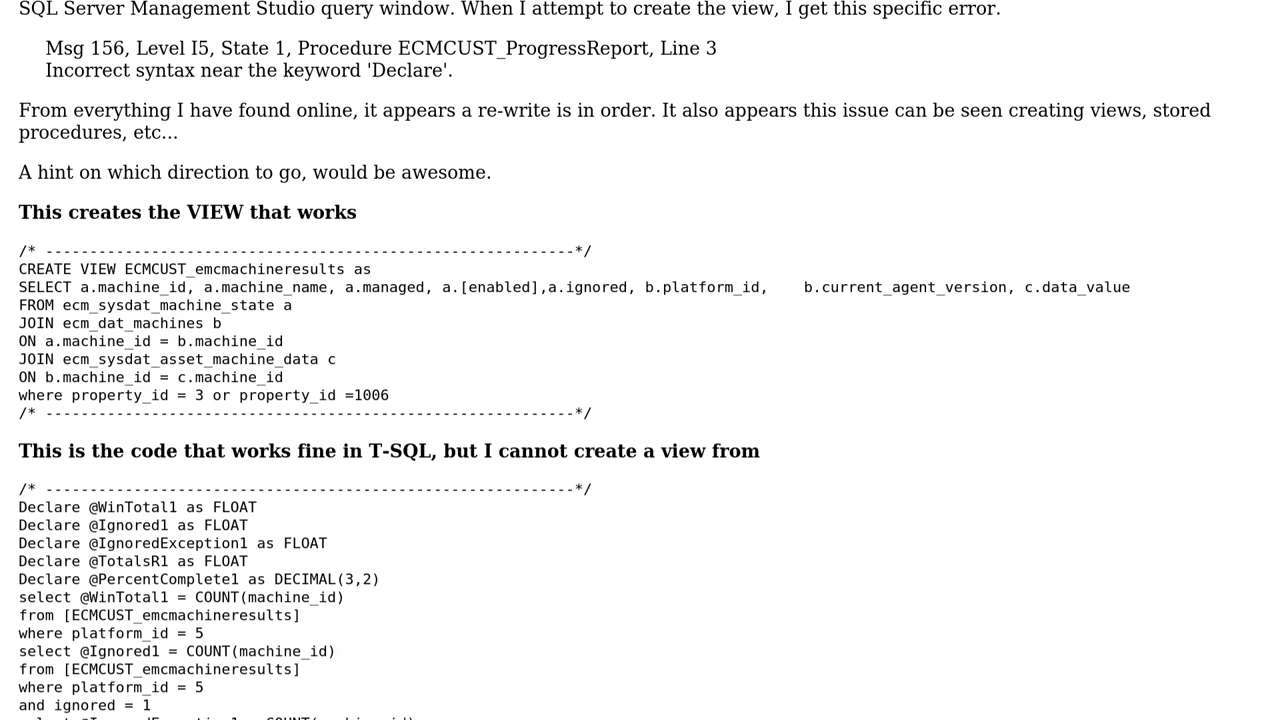 SQL Server Management Studio query window. When I attempt to create the view, I get this specific error.
Msg 156, Level I5, State 1, Procedure ECMCUST_ProgressReport, Line 3
Incorrect syntax near the keyword 'Declare'.
From everything I have found online, it appears a re-write is in order. It also appears this issue can be seen creating views, stored
procedures, etc...
A hint on which direction to go, would be awesome.
This creates the VIEW that works
/* ------------------------------------------------------------*/
CREATE VIEW ECMCUST_emcmachineresults as
SELECT a.machine_id, a.machine_name, a.managed, a.[enabled],a.ignored, b.platform_id,    b.current_agent_version, c.data_value
FROM ecm_sysdat_machine_state a
JOIN ecm_dat_machines b
ON a.machine_id = b.machine_id
JOIN ecm_sysdat_asset_machine_data c
ON b.machine_id = c.machine_id
where property_id = 3 or property_id =1006
/* ------------------------------------------------------------*/
This is the code that works fine in T-SQL, but I cannot create a view from
/* ------------------------------------------------------------*/
Declare @WinTotal1 as FLOAT
Declare @Ignored1 as FLOAT
Declare @IgnoredException1 as FLOAT
Declare @TotalsR1 as FLOAT
Declare @PercentComplete1 as DECIMAL(3,2)
select @WinTotal1 = COUNT(machine_id)
from [ECMCUST_emcmachineresults]
where platform_id = 5
select @Ignored1 = COUNT(machine_id)
from [ECMCUST_emcmachineresults]
where platform_id = 5
and ignored = 1